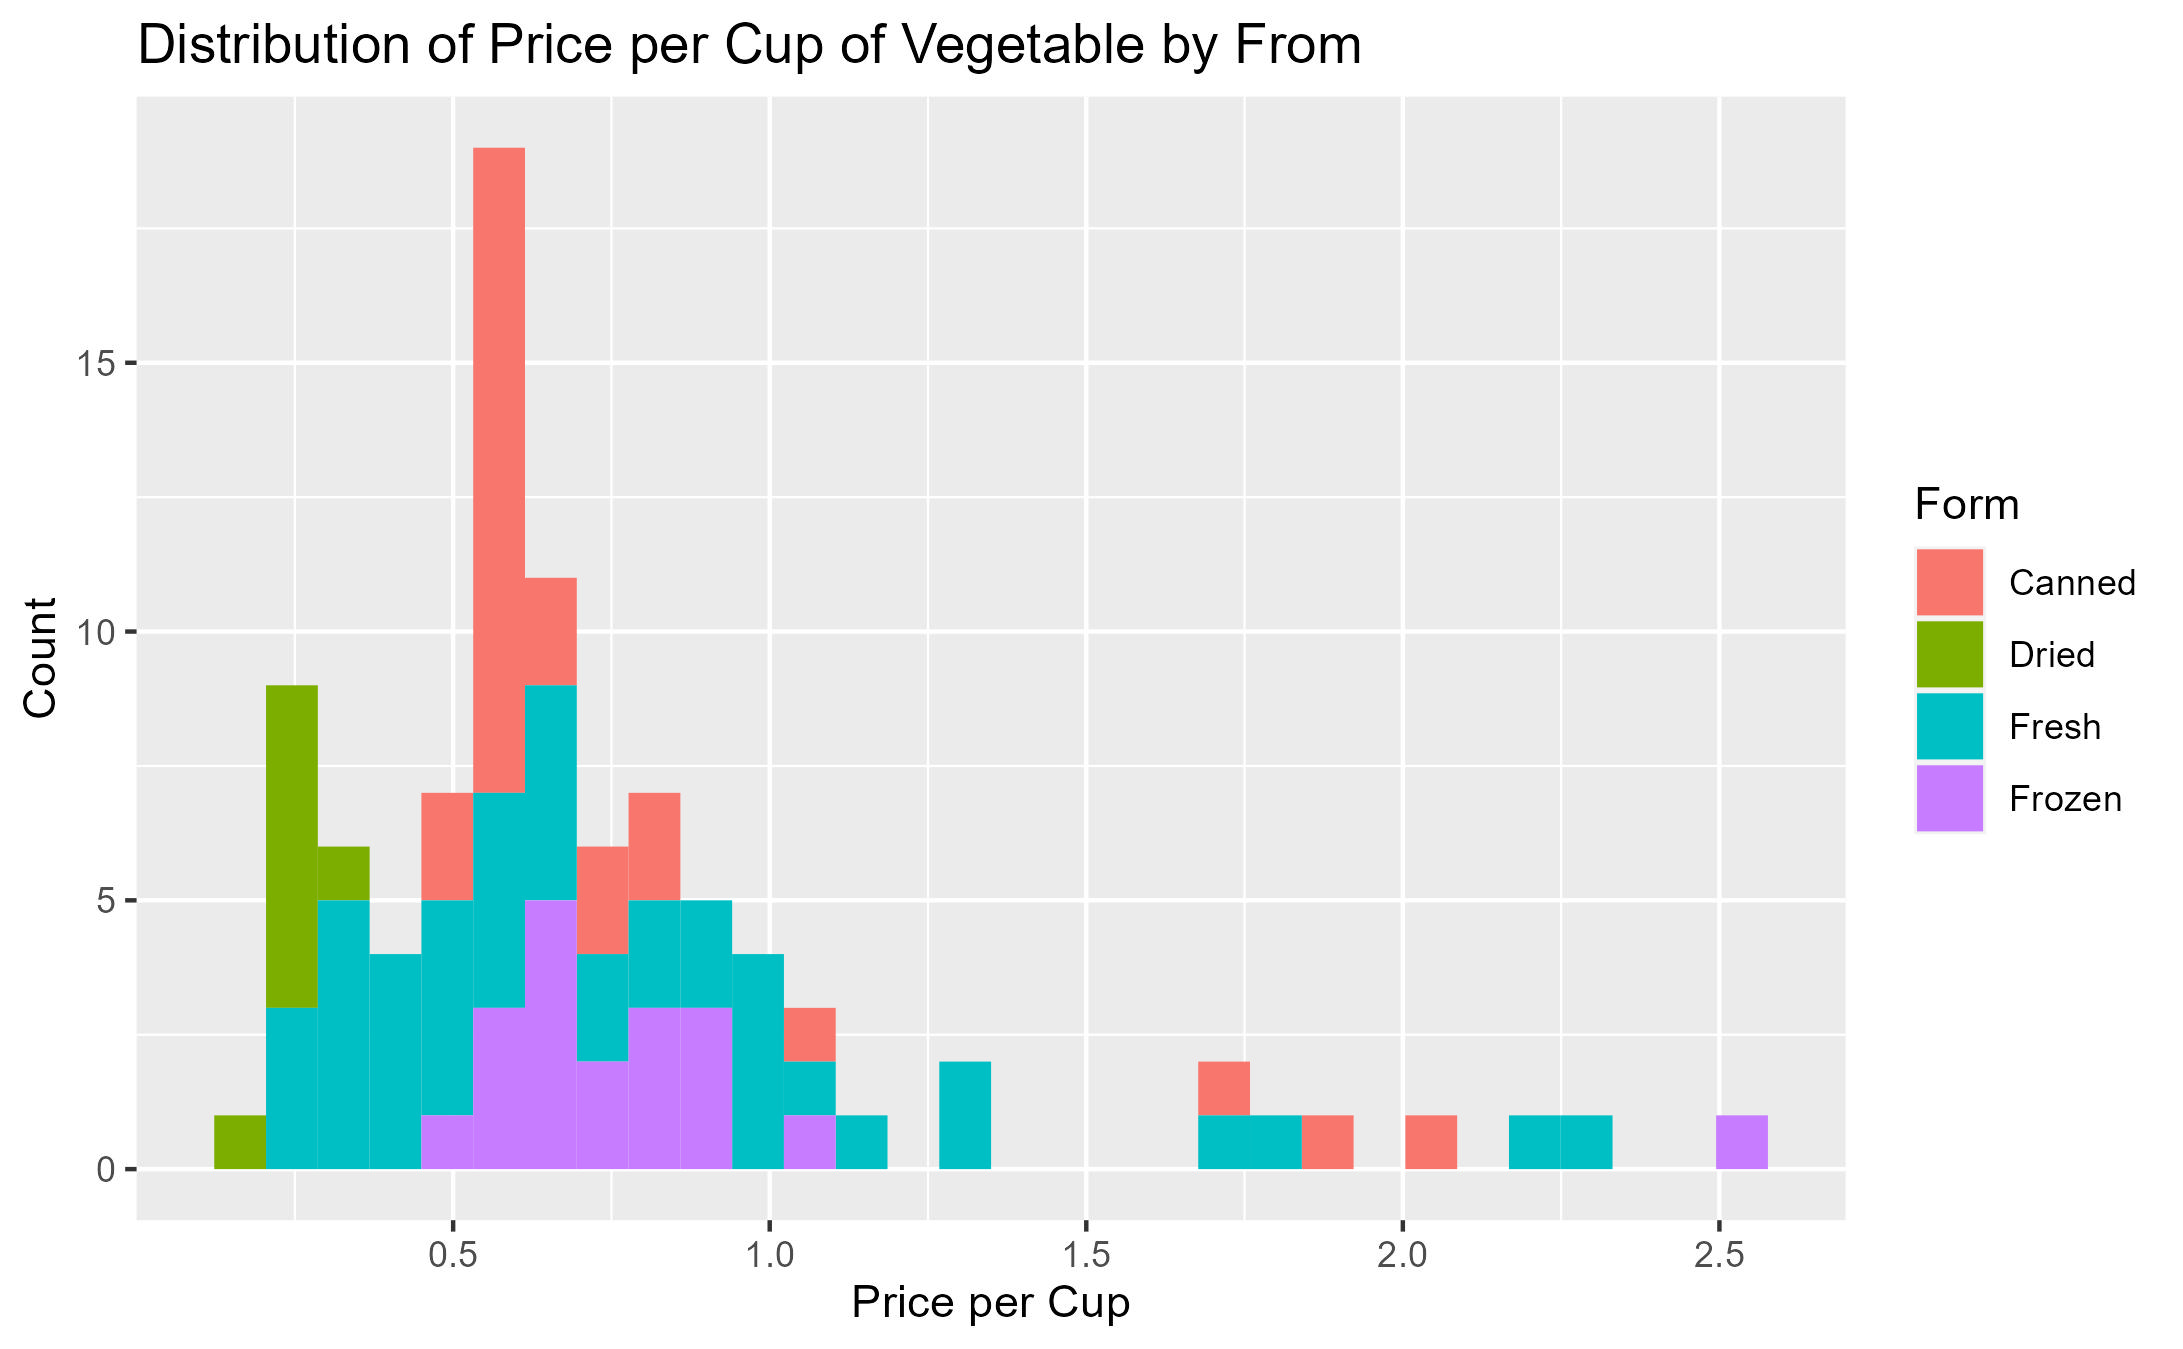 Distribution of Price per Cup of Vegetable by From
Count
15
10
5
0
0.5
1.0
1.5
2.0
2.5
Price per Cup
Form
Canned
Dried
Fresh
Frozen